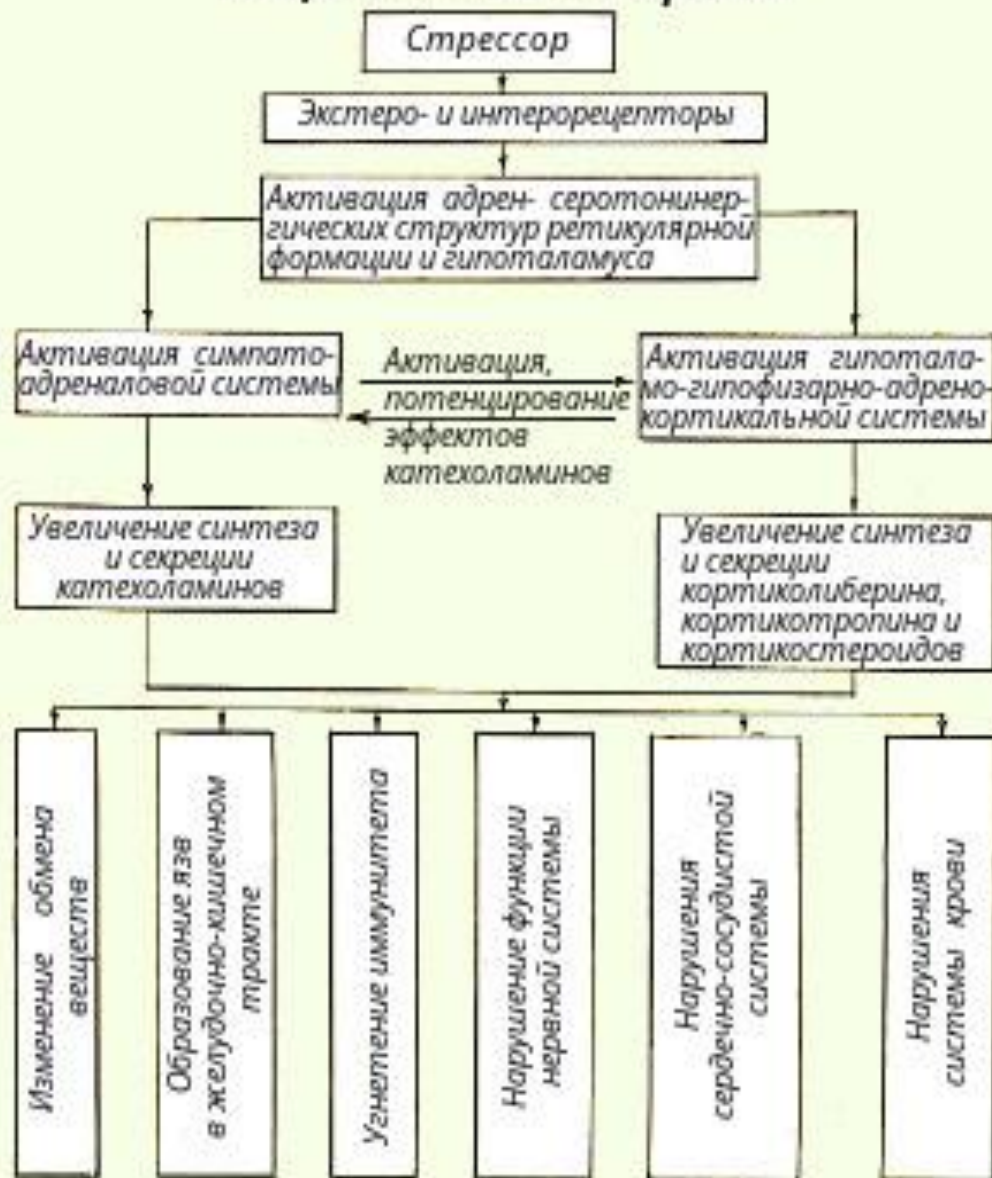 Стрессор
Экстеро- и интерорецепторы
Активация адрен- серотонинер-
гических структур ретикулярной
формации и гипоталамуса
Активация симпато-
адреналовой системы
Активация,
потенцирование
эффектов
катехоламинов
Активация гипотала-
мо-гипофизарно-адрено-
кортикальной системы
Увеличение синтеза
и секреции
катехоламинов
Увеличение синтеза
и секреции
кортиколиберина,
кортикотропина и
кортикостероидов
Изменение обмена
веществ
Образование язв
в желудочно-кишечном
тракте
Угнетение иммунитета
Нарушение функции
нервной системы
Нарушения
сердечно-сосудистой
системы
Нарушения
системы крови